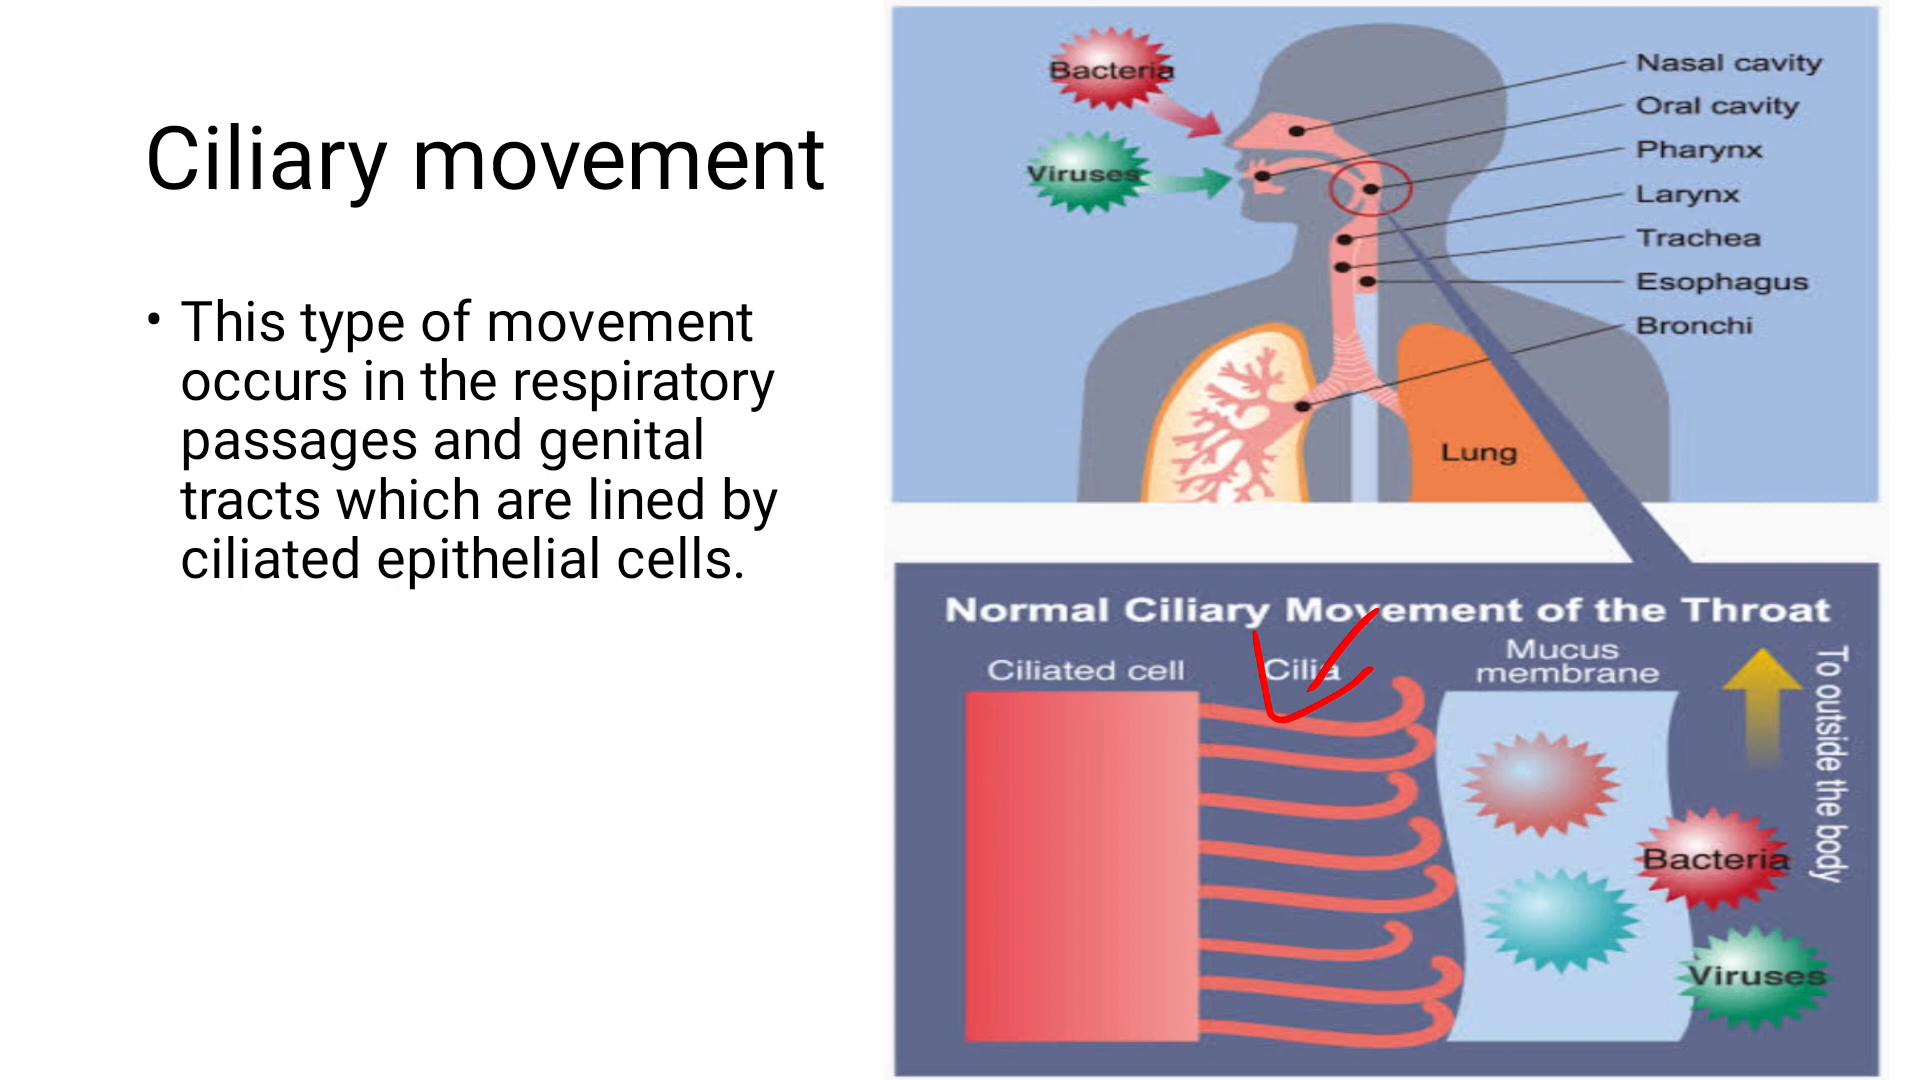 Ciliary movement
• This type of movement
occurs in the respiratory
passages and genital
tracts which are lined by
ciliated epithelial cells.
Bacteria
Viruses
Nasal cavity
Oral cavity
Pharynx
Larynx
Trachea
Esophagus
Bronchi
Lung
Normal Ciliary Movement of the Throat
Ciliated cell
Cilia
Mucus
membrane
To outside the body
Bacteria
Viruses